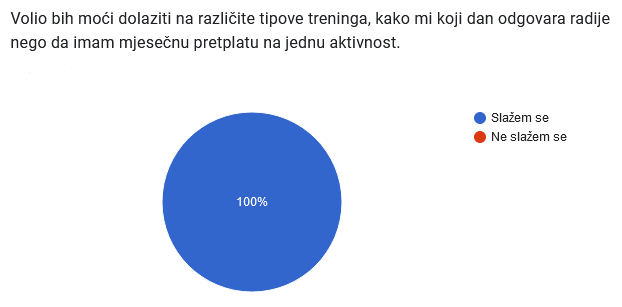 Volio bih moći dolaziti na različite tipove treninga, kako mi koji dan odgovara radije
nego da imam mjesečnu pretplatu na jednu aktivnost.
Slažem se
Ne slažem se
100%